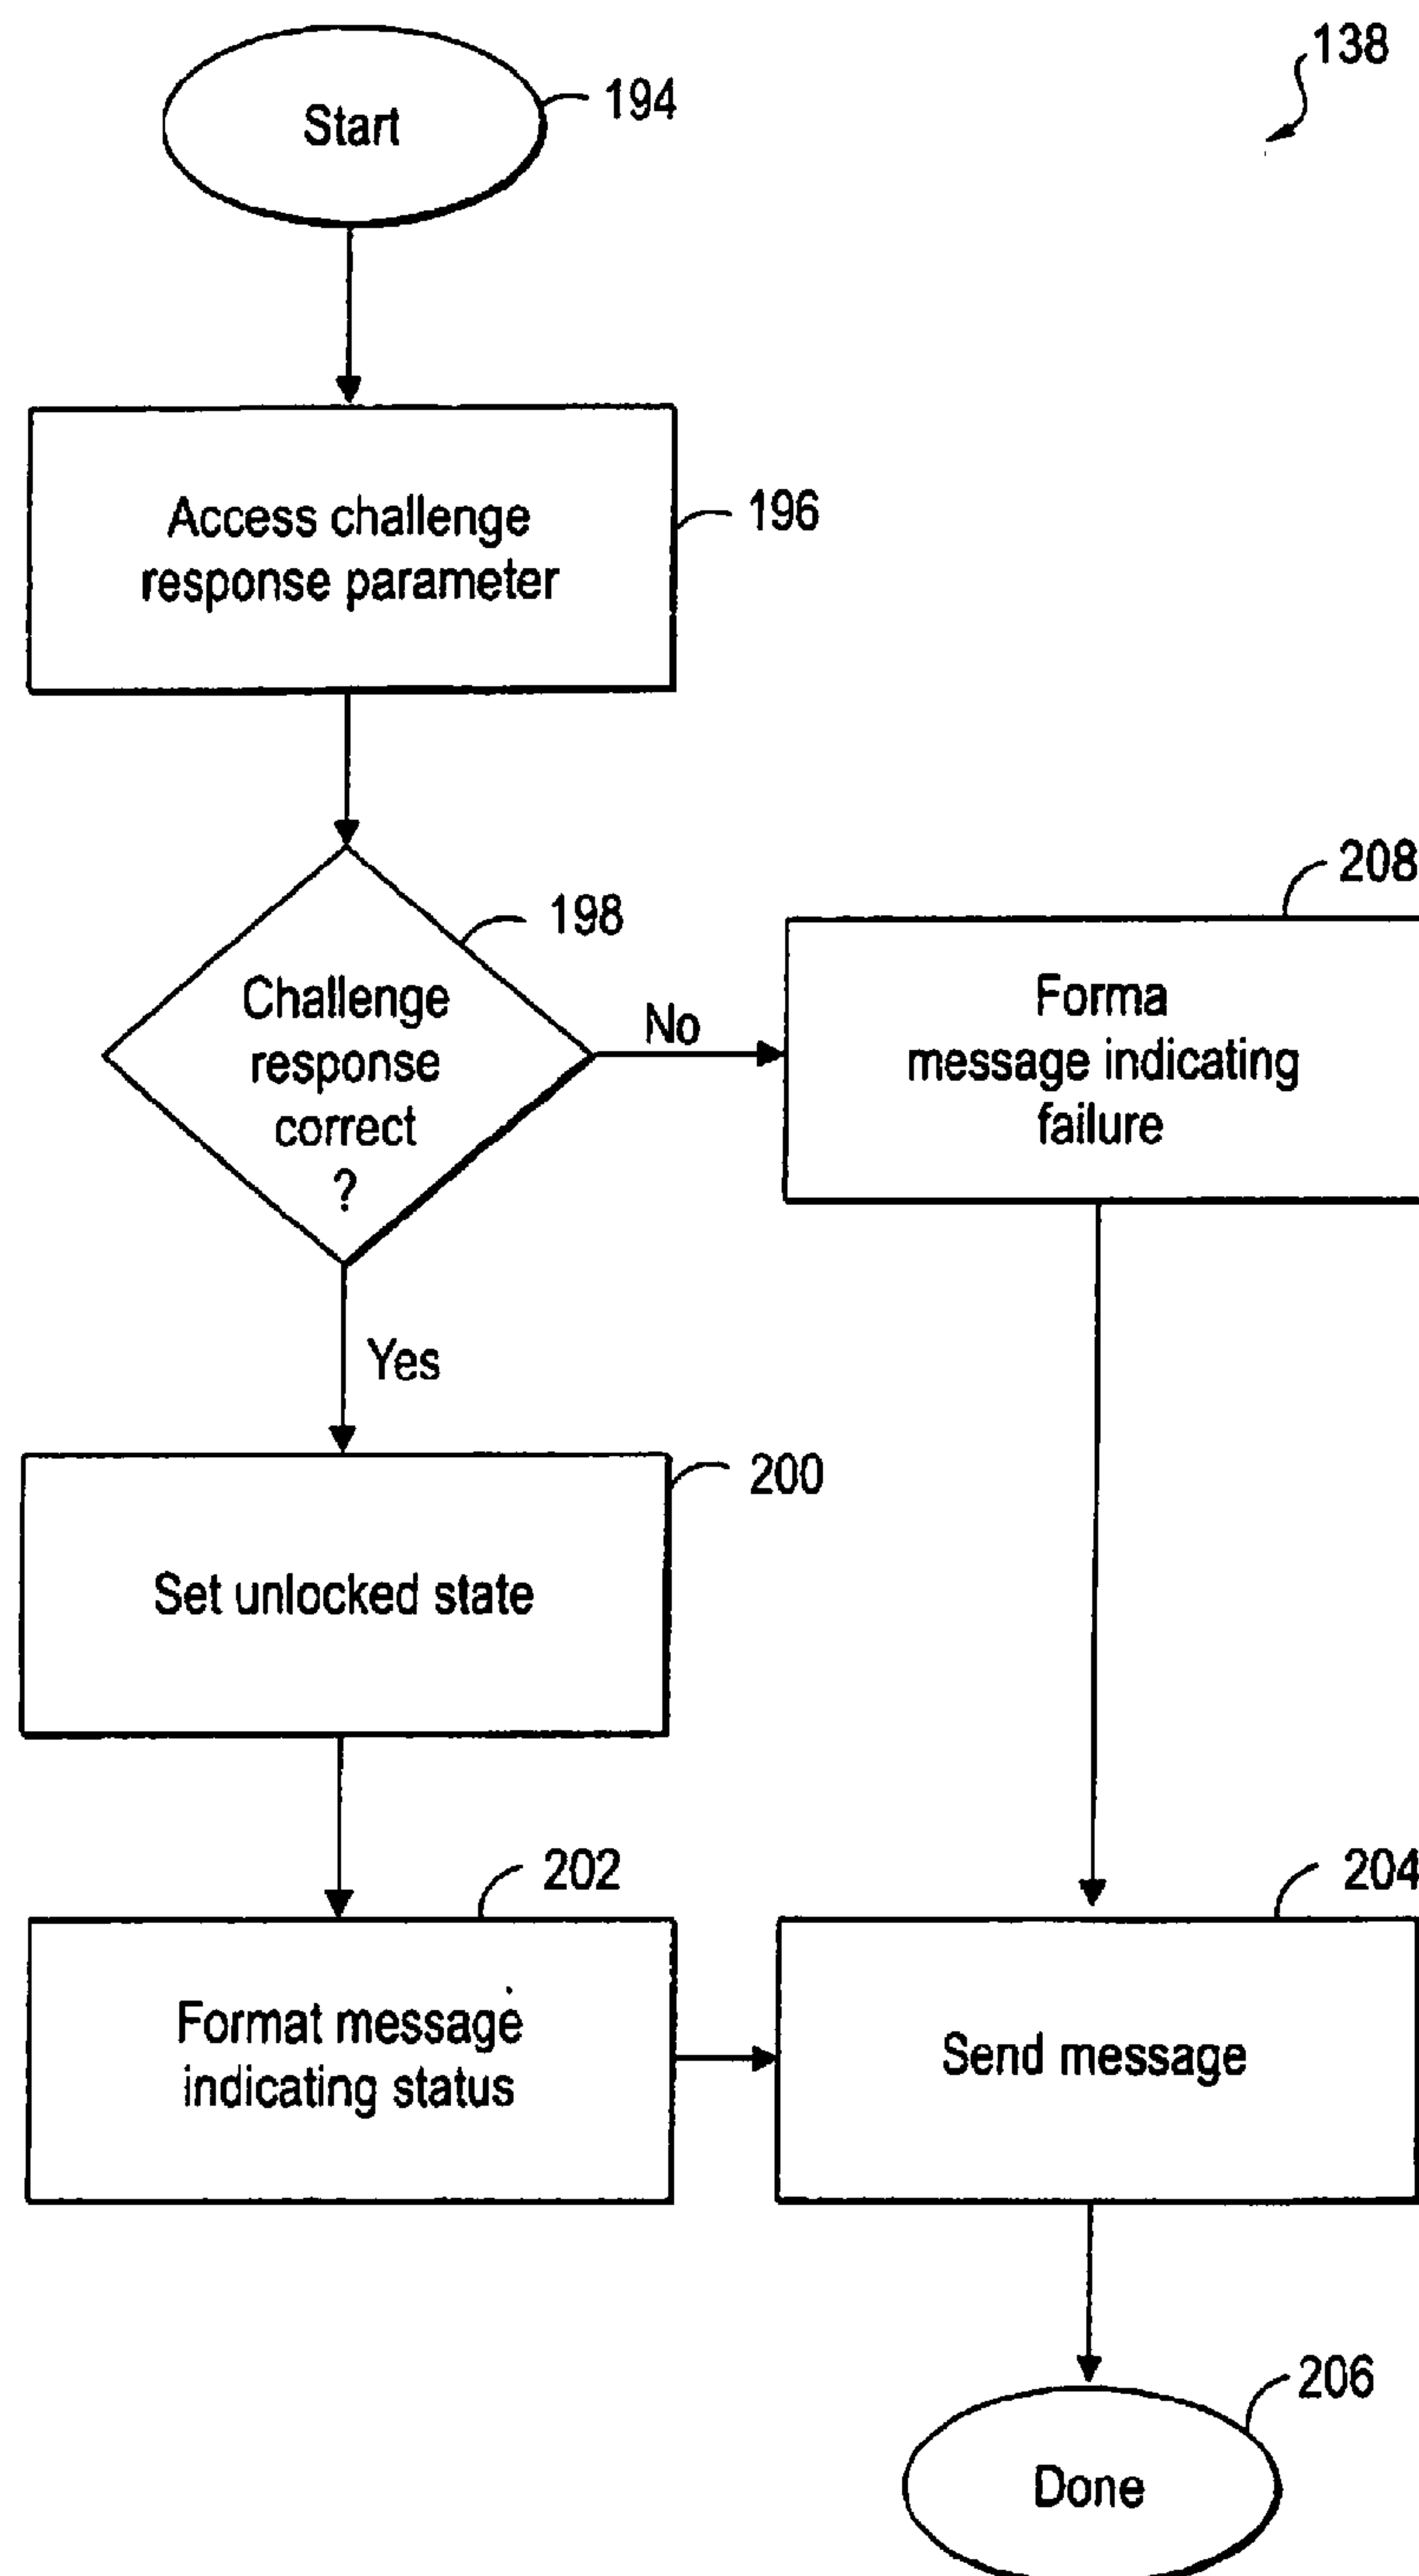 138
Start
194
Access challenge
response parameter
196
198
Challenge
response
correct
?
No
208
Forma
message indicating
failure
Yes
200
Set unlocked state
202
Format message
indicating status
204
Send message
206
Done